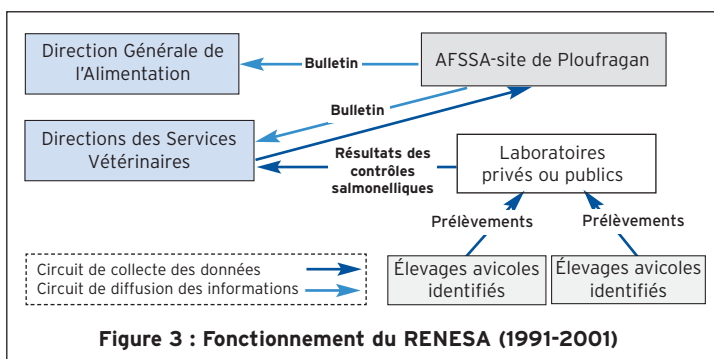 Direction Générale de
l'Alimentation
Bulletin
AFSSA-site de Ploufragan
Bulletin
Directions des Services
Vétérinaires
Résultats des
contrôles
salmonelliques
Laboratoires
privés ou publics
Prélèvements
Prélèvements
Circuit de collecte des données
Circuit de diffusion des informations
Élevages avicoles
identifiés
Élevages avicoles
identifiés
Figure 3 : Fonctionnement du RENESA (1991-2001)